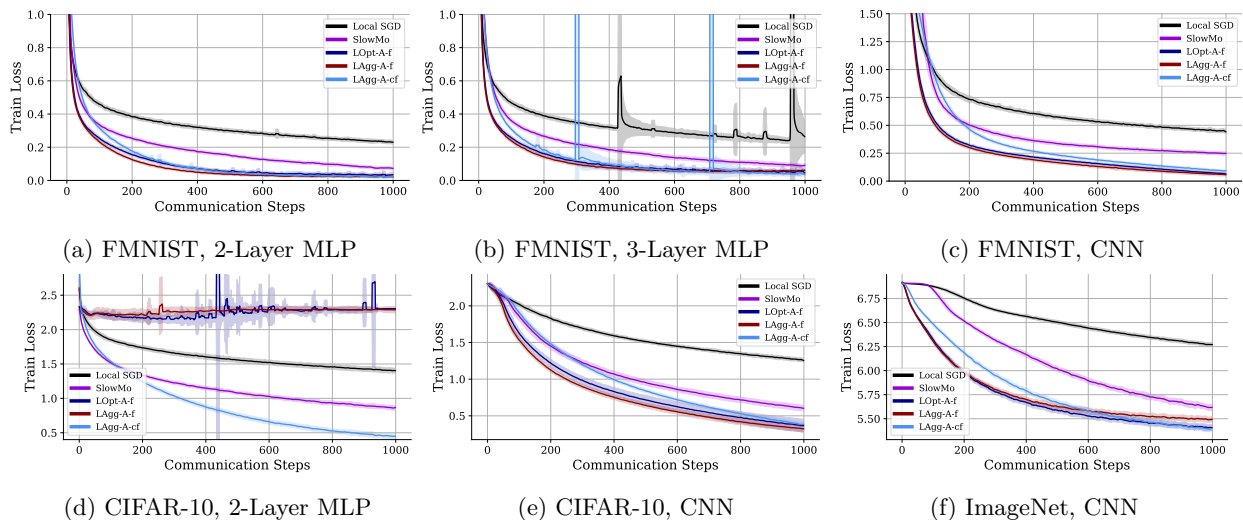 1.0
0.8
0.6
0.4
0.2
0.0
Train Loss
0 200 400 600 800 1000
Communication Steps
Local SGD
SlowMo
LOpt-A-f
LAgg-A-f
LAgg-A-cf
(a) FMNIST, 2-Layer MLP
1.0
0.8
0.6
0.4
0.2
0.0
Train Loss
0 200 400 600 800 1000
Communication Steps
Local SGD
SlowMo
LOpt-A-f
LAgg-A-f
LAgg-A-cf
(b) FMNIST, 3-Layer MLP
1.50
1.25
1.00
0.75
0.50
0.25
0.00
Train Loss
0 200 400 600 800 1000
Communication Steps
Local SGD
SlowMo
LOpt-A-f
LAgg-A-f
LAgg-A-cf
(c) FMNIST, CNN
2.5
2.0
1.5
1.0
0.5
Train Loss
0 200 400 600 800 1000
Communication Steps
Local SGD
SlowMo
LOpt-A-f
LAgg-A-f
LAgg-A-cf
(d) CIFAR-10, 2-Layer MLP
2.0
1.5
1.0
0.5
Train Loss
0 200 400 600 800 1000
Communication Steps
Local SGD
SlowMo
LOpt-A-f
LAgg-A-f
LAgg-A-cf
(e) CIFAR-10, CNN
6.75
6.50
6.25
6.00
5.75
5.50
Train Loss
0 200 400 600 800 1000
Communication Steps
Local SGD
SlowMo
LOpt-A-f
LAgg-A-f
LAgg-A-cf
(f) ImageNet, CNN